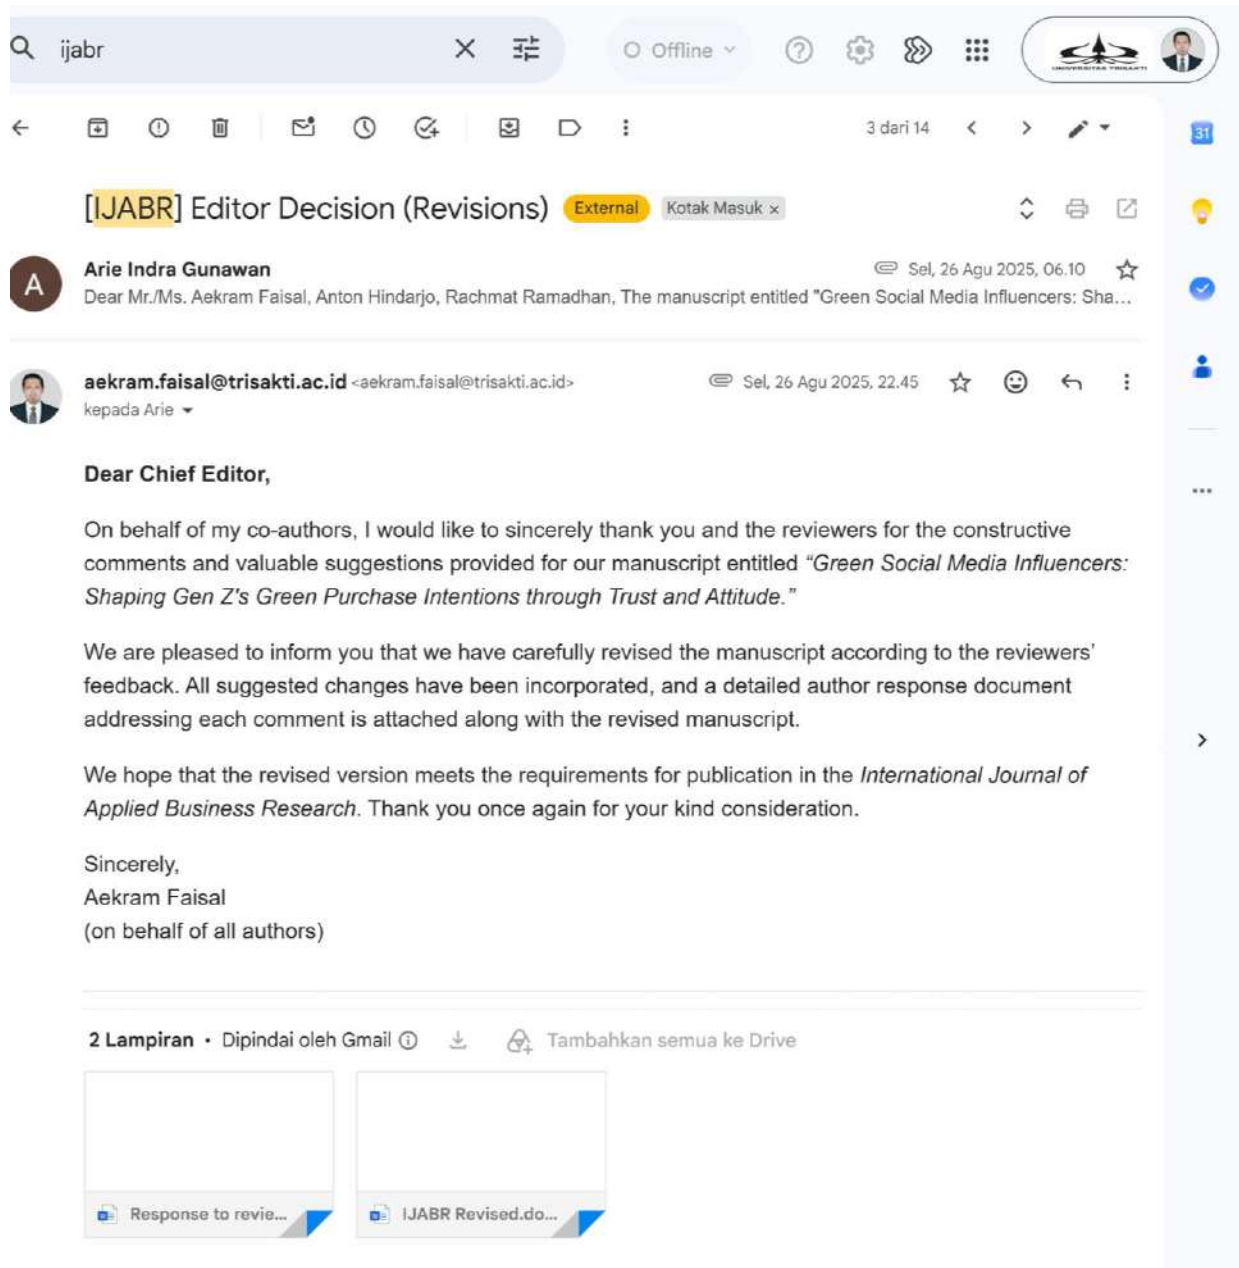 ijabr
Offline
UNIVERSITAS TRISAKTI
3 dari 14
31
[IJABR] Editor Decision (Revisions) External Kotak Masuk ×
A
Arie Indra Gunawan
Sel, 26 Agu 2025, 06.10
Dear Mr./Ms. Aekram Faisal, Anton Hindarjo, Rachmat Ramadhan, The manuscript entitled "Green Social Media Influencers: Sha...
aekram.faisal@trisakti.ac.id <aekram.faisal@trisakti.ac.id>
Sel, 26 Agu 2025, 22.45
kepada Arie
Dear Chief Editor,
On behalf of my co-authors, I would like to sincerely thank you and the reviewers for the constructive
comments and valuable suggestions provided for our manuscript entitled “Green Social Media Influencers:
Shaping Gen Z's Green Purchase Intentions through Trust and Attitude.”
We are pleased to inform you that we have carefully revised the manuscript according to the reviewers’
feedback. All suggested changes have been incorporated, and a detailed author response document
addressing each comment is attached along with the revised manuscript.
We hope that the revised version meets the requirements for publication in the International Journal of
Applied Business Research. Thank you once again for your kind consideration.
Sincerely,
Aekram Faisal
(on behalf of all authors)
2 Lampiran • Dipindai oleh Gmail
Tambahkan semua ke Drive
Response to revie...
IJABR Revised.do...